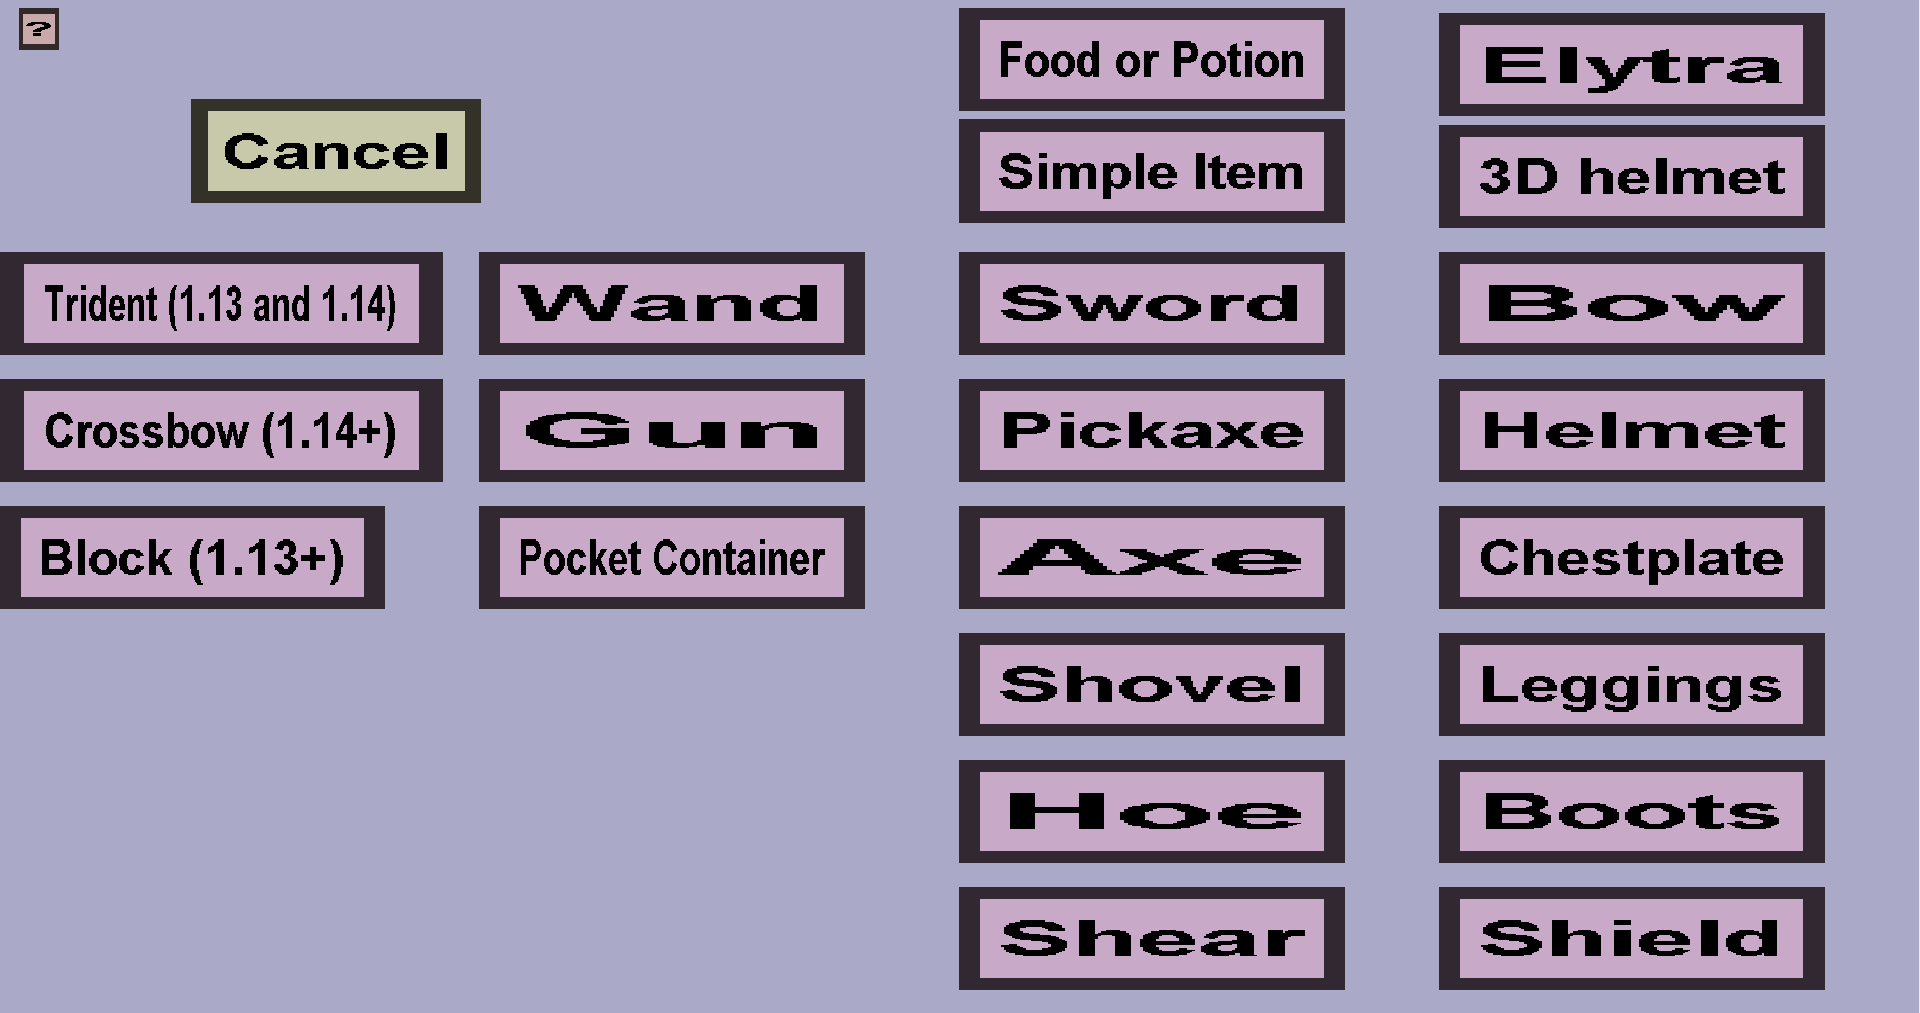 ?
Cancel
Food or Potion
Elytra
Simple Item
3D helmet
Trident (1.13 and 1.14)
Wand
Sword
Bow
Crossbow (1.14+)
Gun
Pickaxe
Helmet
Block (1.13+)
Pocket Container
Axe
Chestplate
Shovel
Leggings
Hoe
Boots
Shear
Shield